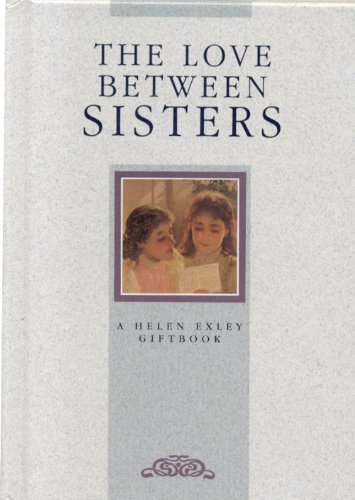 THE LOVE
BETWEEN
SISTERS
A HELEN EXLEY
GIFTBOOK